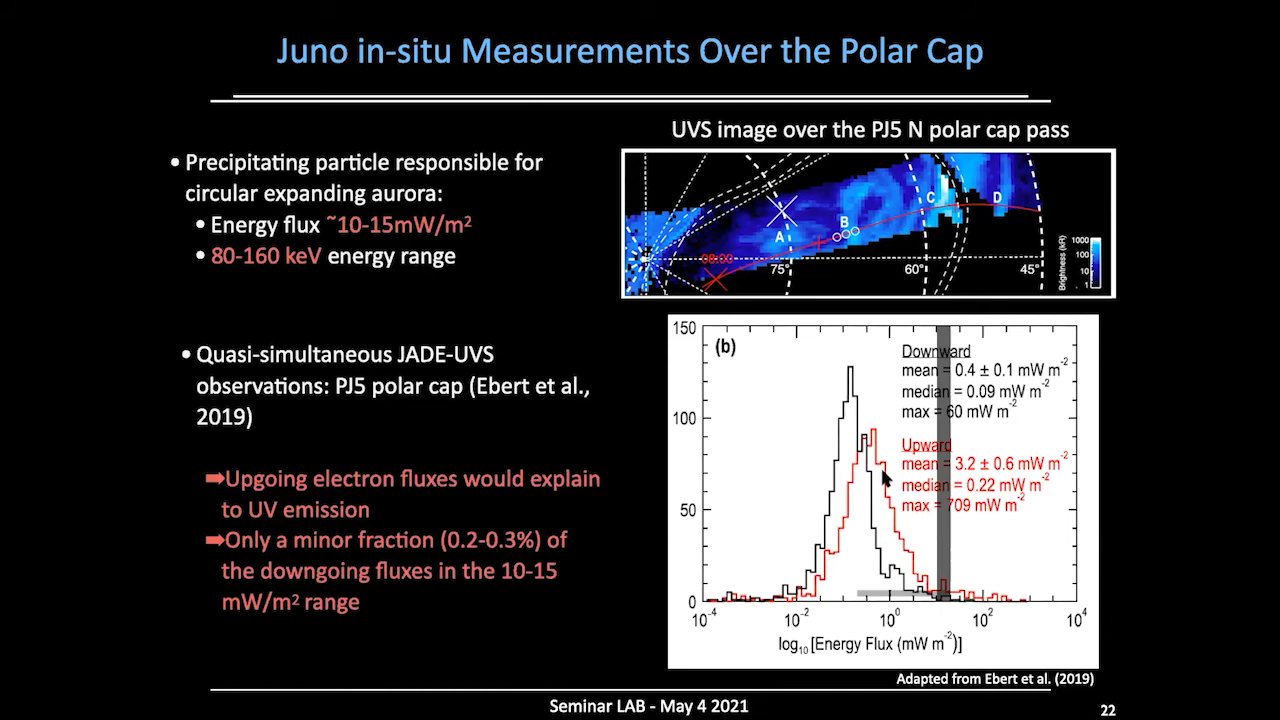 Juno in-situ Measurements Over the Polar Cap
• Precipitating particle responsible for
circular expanding aurora:
• Energy flux ~10-15mW/m²
• 80-160 keV energy range
• Quasi-simultaneous JADE-UVS
observations: PJ5 polar cap (Ebert et al.,
2019)
➡Upgoing electron fluxes would explain
to UV emission
➡Only a minor fraction (0.2-0.3%) of
the downgoing fluxes in the 10-15
mW/m² range
UVS image over the PJ5 N polar cap pass
A
B
C
D
08:00
75°
60°
45°
Brightness (kR)
1000
100
10
1
(b)
Downward
mean = 0.4 ± 0.1 mW m⁻²
median = 0.09 mW m⁻²
max = 60 mW m⁻²
Upward
mean = 3.2 ± 0.6 mW m⁻²
median = 0.22 mW m⁻²
max = 709 mW m⁻²
150
100
50
0
10⁻⁴
10⁻²
10⁰
10²
10⁴
log₁₀ [Energy Flux (mW m⁻²)]
Adapted from Ebert et al. (2019)
Seminar LAB - May 4 2021
22